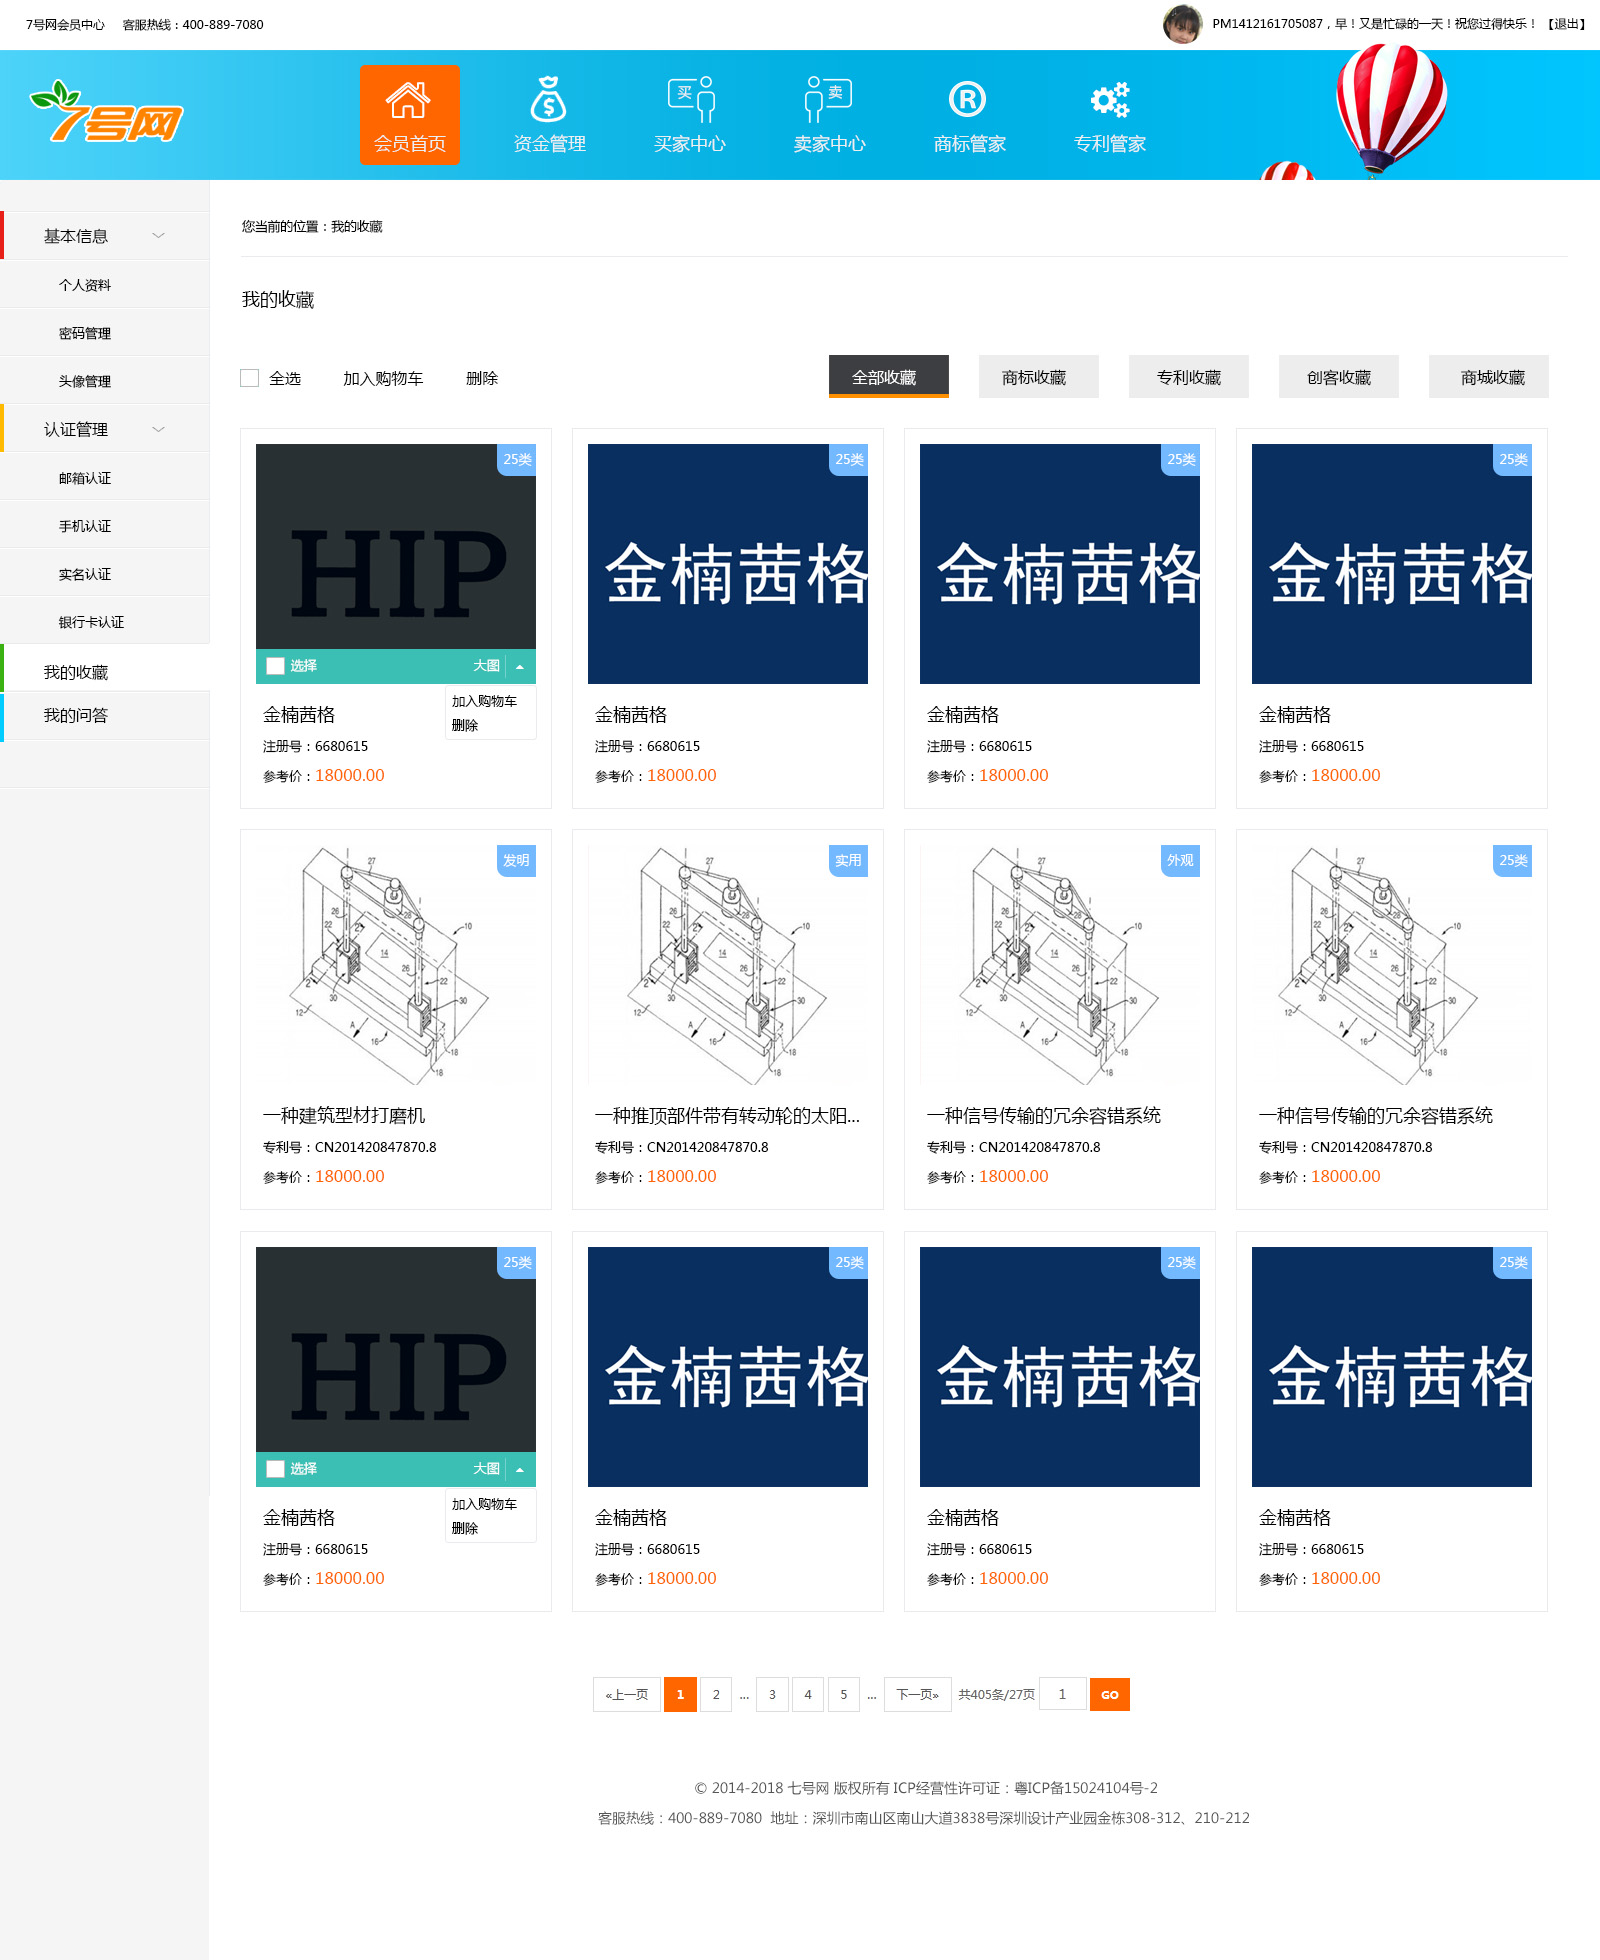 7号网会员中心 客服热线：400-889-7080
PM1412161705087，早！又是忙碌的一天！祝您过得快乐！【退出】
7号网
买 卖 R
会员首页 资金管理 买家中心 卖家中心 商标管家 专利管家
基本信息
个人资料
密码管理
头像管理
认证管理
邮箱认证
手机认证
实名认证
银行卡认证
我的收藏
我的问答
您当前的位置：我的收藏
我的收藏
全选 加入购物车 删除
全部收藏 商标收藏 专利收藏 创客收藏 商城收藏
25类 25类 25类 25类
HIP 金楠茜格 金楠茜格 金楠茜格
选择 大图
加入购物车
删除
金楠茜格 金楠茜格 金楠茜格 金楠茜格
注册号：6680615 注册号：6680615 注册号：6680615 注册号：6680615
参考价：18000.00 参考价：18000.00 参考价：18000.00 参考价：18000.00
发明 实用 外观 25类
一种建筑型材打磨机 一种推顶部件带有转动轮的太阳... 一种信号传输的冗余容错系统 一种信号传输的冗余容错系统
专利号：CN201420847870.8 专利号：CN201420847870.8 专利号：CN201420847870.8 专利号：CN201420847870.8
参考价：18000.00 参考价：18000.00 参考价：18000.00 参考价：18000.00
25类 25类 25类 25类
HIP 金楠茜格 金楠茜格 金楠茜格
选择 大图
加入购物车
删除
金楠茜格 金楠茜格 金楠茜格 金楠茜格
注册号：6680615 注册号：6680615 注册号：6680615 注册号：6680615
参考价：18000.00 参考价：18000.00 参考价：18000.00 参考价：18000.00
«上一页 1 2 ... 3 4 5 ... 下一页» 共405条/27页 1 GO
© 2014-2018 七号网 版权所有 ICP经营性许可证：粤ICP备15024104号-2
客服热线：400-889-7080 地址：深圳市南山区南山大道3838号深圳设计产业园金栋308-312、210-212